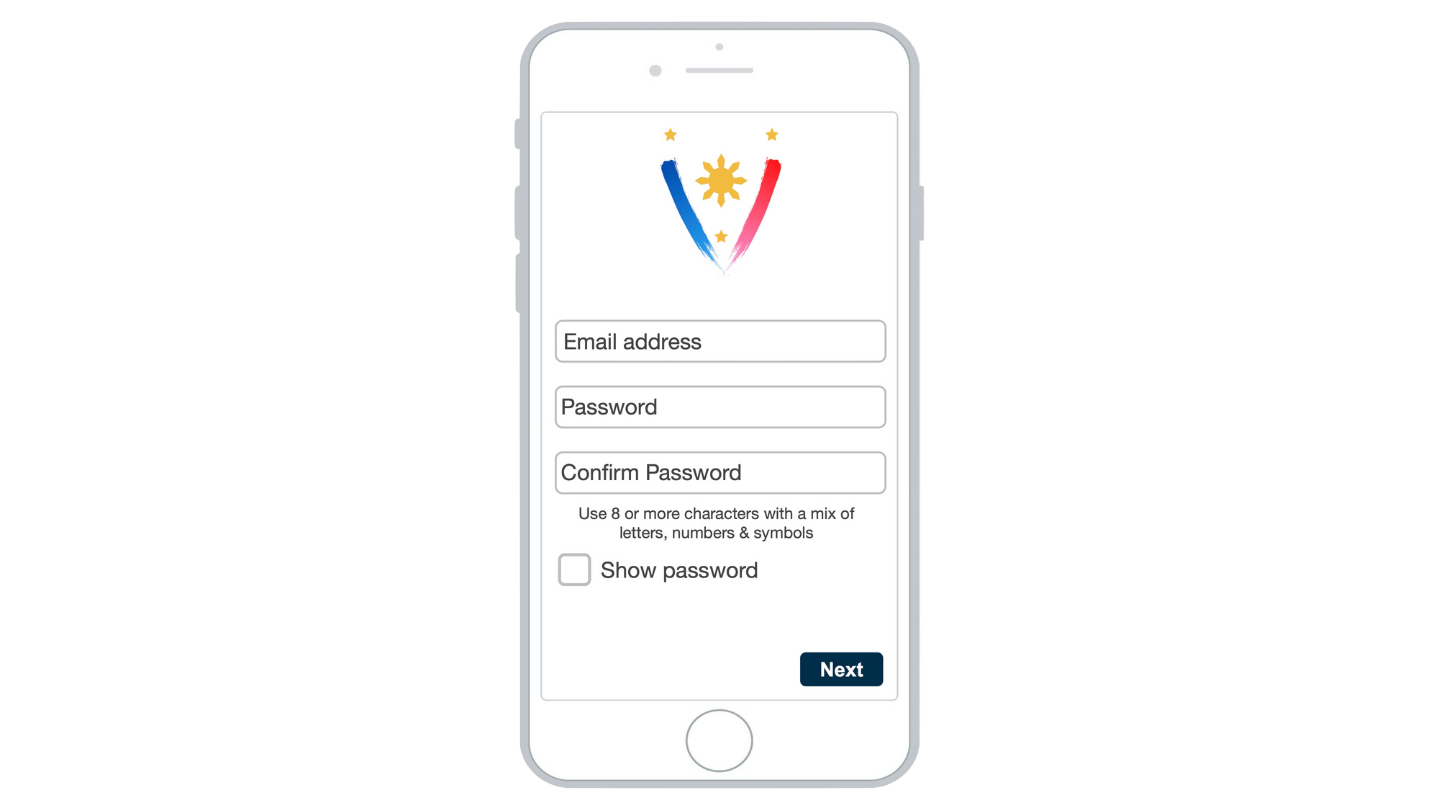 Email address
Password
Confirm Password
Use 8 or more characters with a mix of
letters, numbers & symbols
Show password
Next